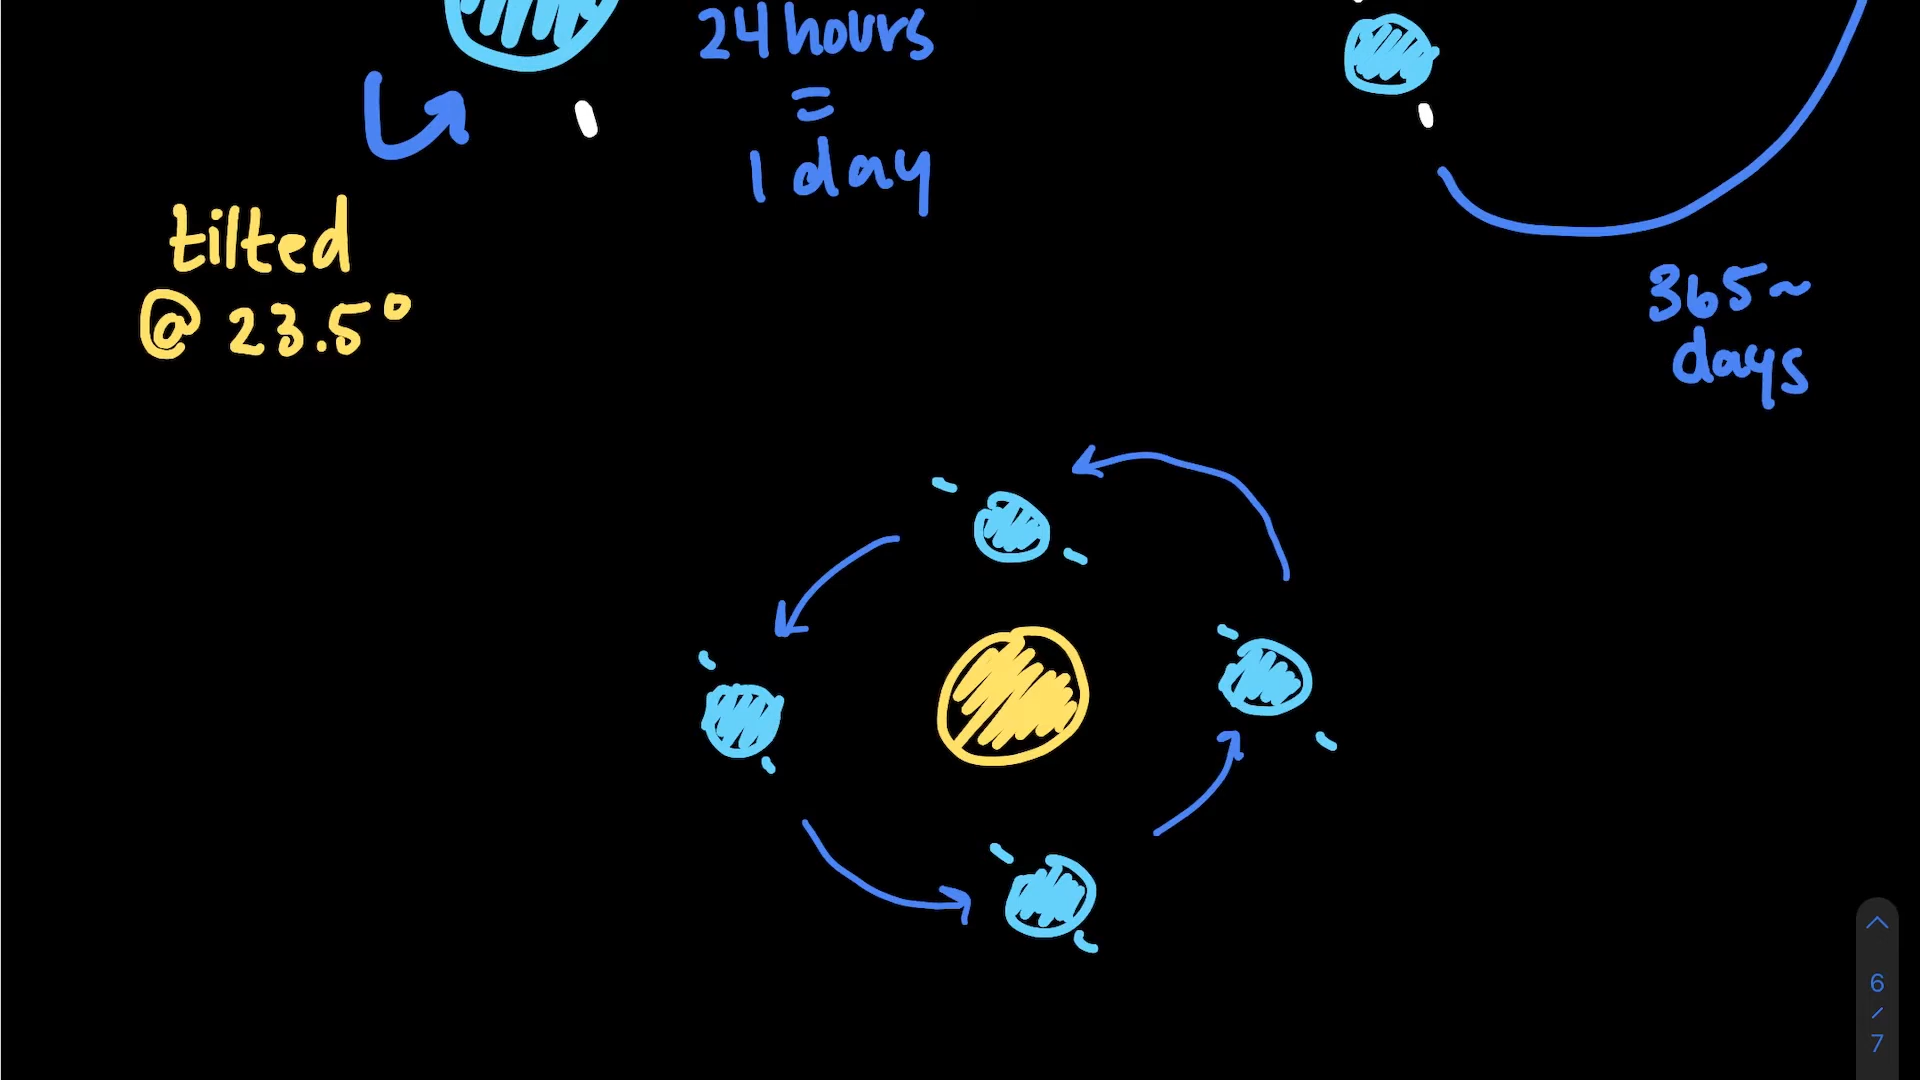 24 hours
=
1 day
tilted
@ 23.5°
365~
days
6
/
7